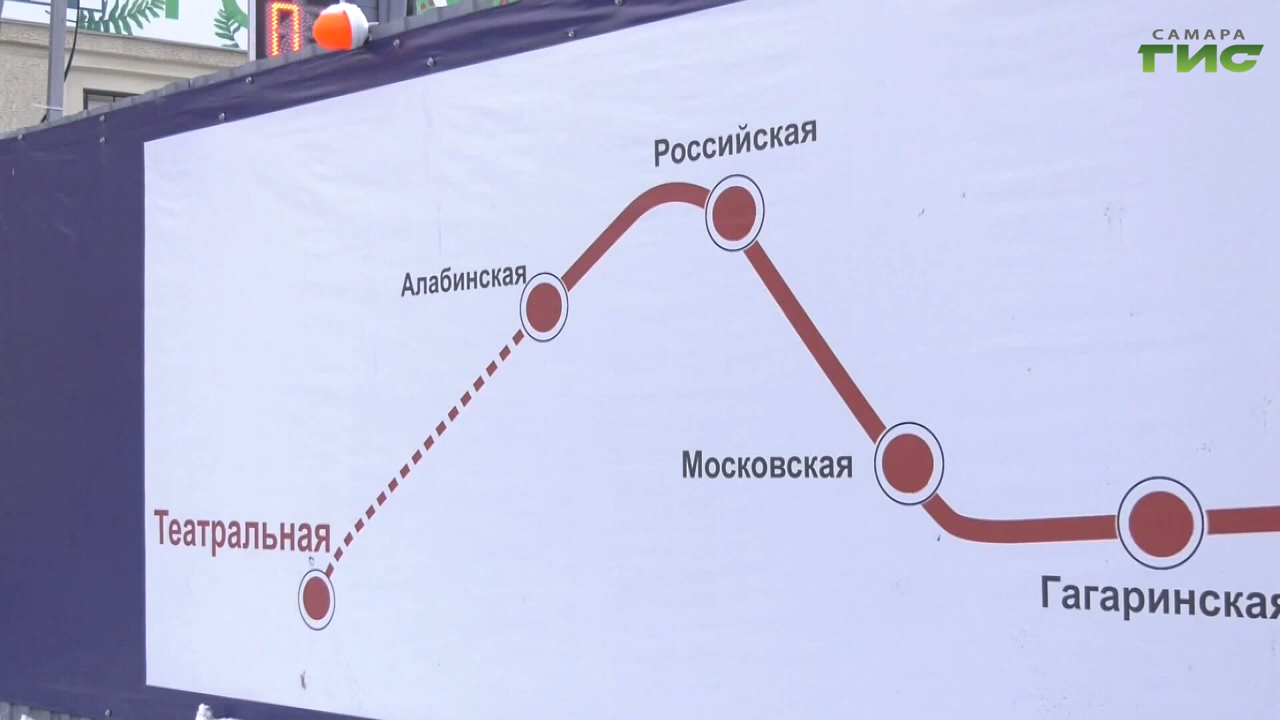 П
САМАРА
ГИС
Российская
Алабинская
Московская
Театральная
Гагаринская